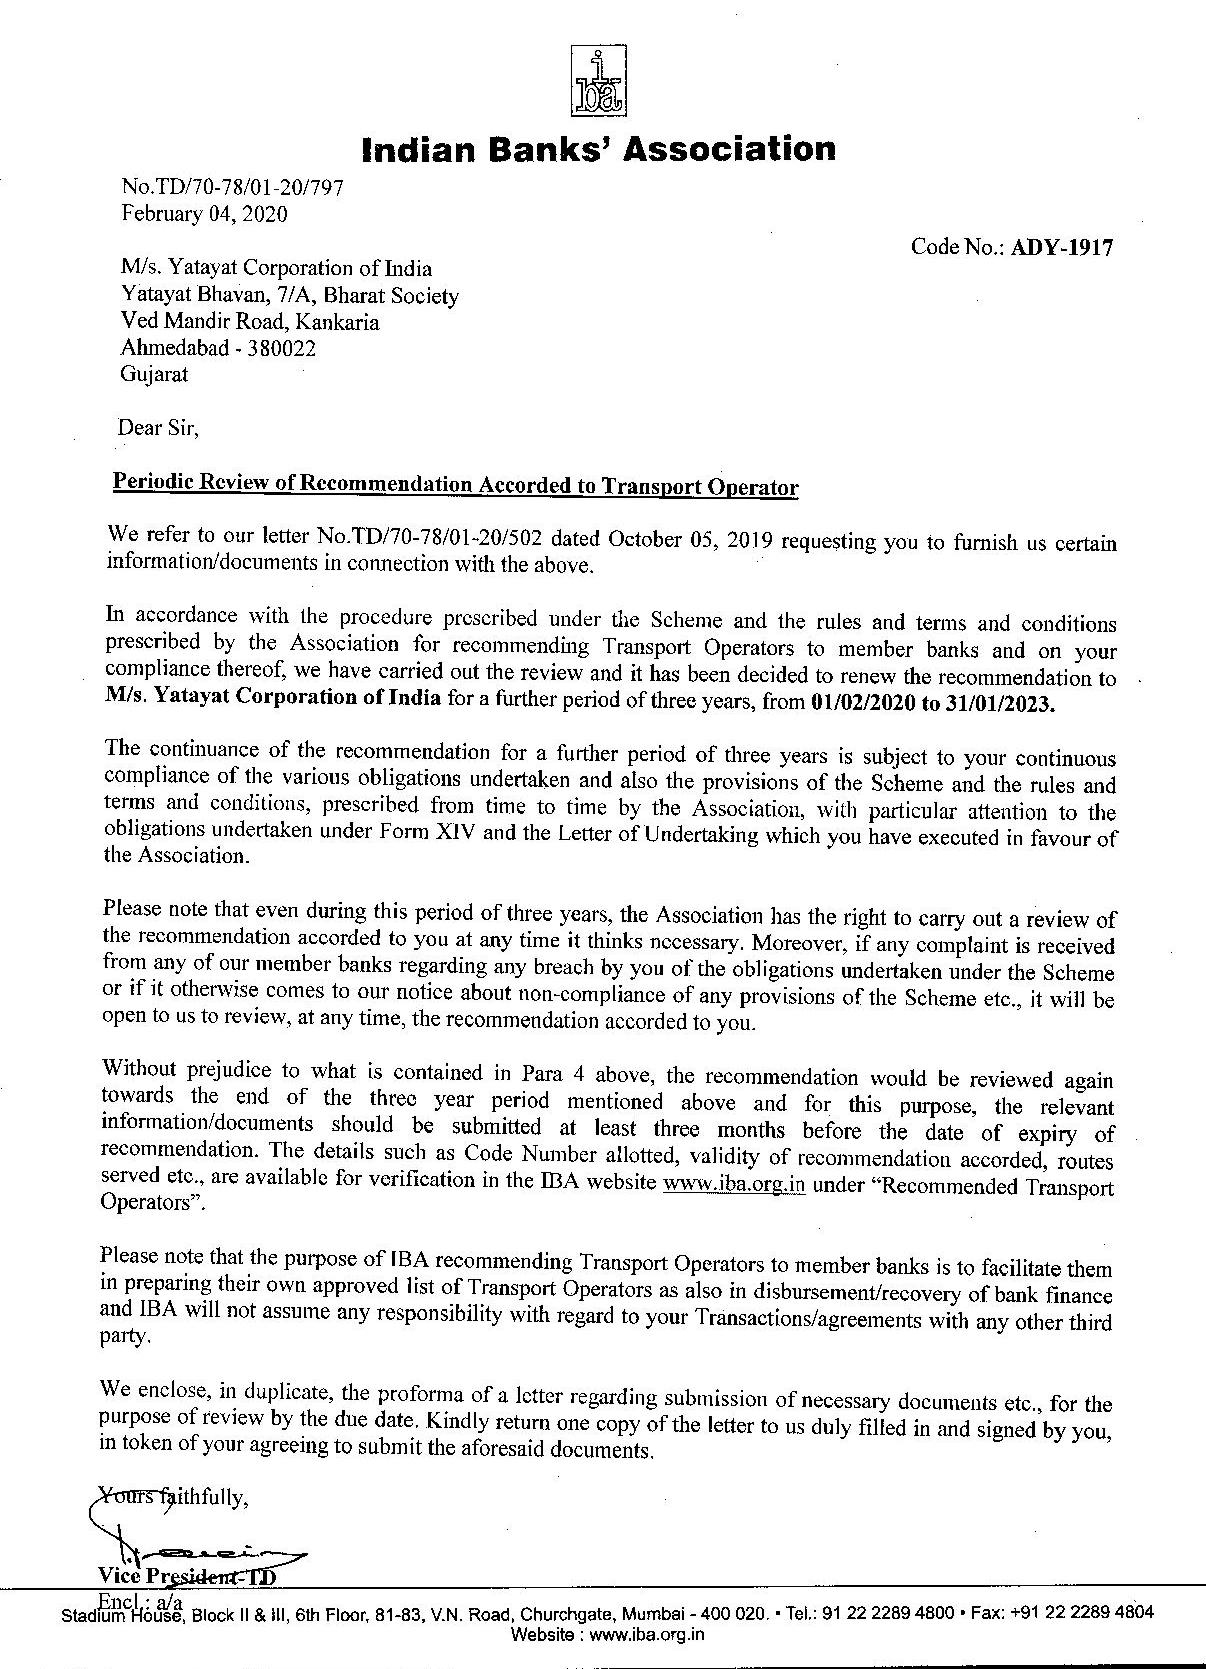 iba
Indian Banks' Association
No.TD/70-78/01-20/797
February 04, 2020
Code No.: ADY-1917
M/s. Yatayat Corporation of India
Yatayat Bhavan, 7/A, Bharat Society
Ved Mandir Road, Kankaria
Ahmedabad - 380022
Gujarat
Dear Sir,
Periodic Review of Recommendation Accorded to Transport Operator
We refer to our letter No.TD/70-78/01-20/502 dated October 05, 2019 requesting you to furnish us certain
information/documents in connection with the above.
In accordance with the procedure prescribed under the Scheme and the rules and terms and conditions
prescribed by the Association for recommending Transport Operators to member banks and on your
compliance thereof, we have carried out the review and it has been decided to renew the recommendation to
M/s. Yatayat Corporation of India for a further period of three years, from 01/02/2020 to 31/01/2023.
The continuance of the recommendation for a further period of three years is subject to your continuous
compliance of the various obligations undertaken and also the provisions of the Scheme and the rules and
terms and conditions, prescribed from time to time by the Association, with particular attention to the
obligations undertaken under Form XIV and the Letter of Undertaking which you have executed in favour of
the Association.
Please note that even during this period of three years, the Association has the right to carry out a review of
the recommendation accorded to you at any time it thinks necessary. Moreover, if any complaint is received
from any of our member banks regarding any breach by you of the obligations undertaken under the Scheme
or if it otherwise comes to our notice about non-compliance of any provisions of the Scheme etc., it will be
open to us to review, at any time, the recommendation accorded to you.
Without prejudice to what is contained in Para 4 above, the recommendation would be reviewed again
towards the end of the three year period mentioned above and for this purpose, the relevant
information/documents should be submitted at least three months before the date of expiry of
recommendation. The details such as Code Number allotted, validity of recommendation accorded, routes
served etc., are available for verification in the IBA website www.iba.org.in under “Recommended Transport
Operators”.
Please note that the purpose of IBA recommending Transport Operators to member banks is to facilitate them
in preparing their own approved list of Transport Operators as also in disbursement/recovery of bank finance
and IBA will not assume any responsibility with regard to your Transactions/agreements with any other third
party.
We enclose, in duplicate, the proforma of a letter regarding submission of necessary documents etc., for the
purpose of review by the due date. Kindly return one copy of the letter to us duly filled in and signed by you,
in token of your agreeing to submit the aforesaid documents.
Yours faithfully,
Vice President-TD
Encl.: a/a
Stadium House, Block II & III, 6th Floor, 81-83, V.N. Road, Churchgate, Mumbai - 400 020. • Tel.: 91 22 2289 4800 • Fax: +91 22 2289 4804
Website : www.iba.org.in